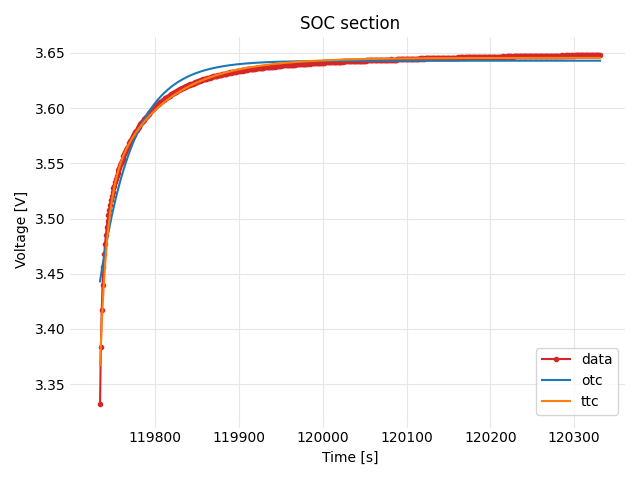 SOC section
Voltage [V]
3.65
3.60
3.55
3.50
3.45
3.40
3.35
data
otc
ttc
119800 119900 120000 120100 120200 120300
Time [s]